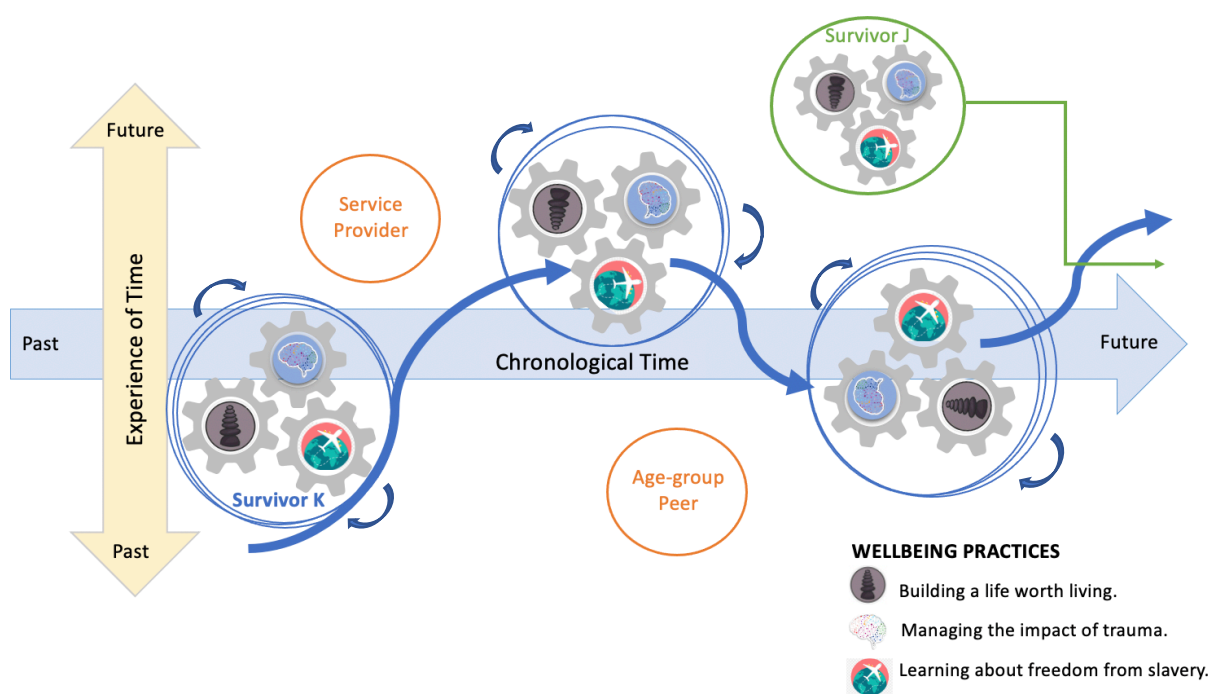 Survivor J
Future
Service
Provider
Experience of Time
Past
Chronological Time
Future
Survivor K
Age-group
Peer
Past
WELLBEING PRACTICES
Building a life worth living.
Managing the impact of trauma.
Learning about freedom from slavery.